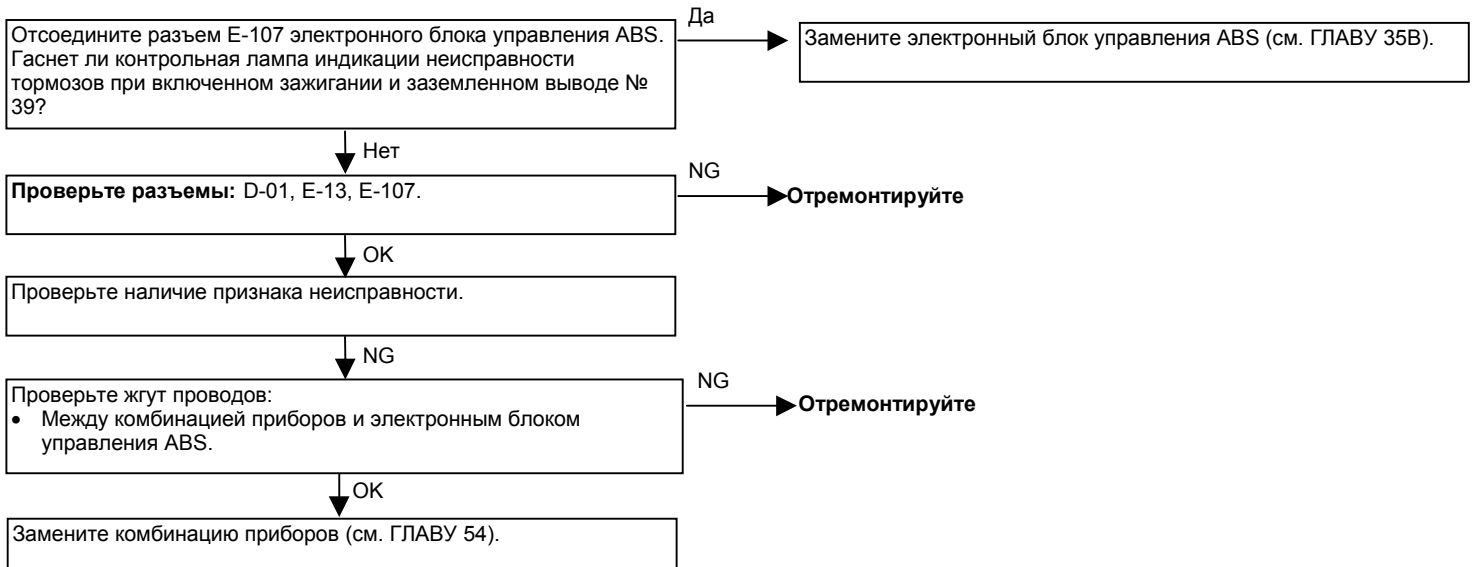 Да
Отсоедините разъем E-107 электронного блока управления ABS.
Гаснет ли контрольная лампа индикации неисправности
тормозов при включенном зажигании и заземленном выводе №
39?
Замените электронный блок управления ABS (см. ГЛАВУ 35B).
Нет
NG
Проверьте разъемы: D-01, E-13, E-107.
Отремонтируйте
OK
Проверьте наличие признака неисправности.
NG
NG
Проверьте жгут проводов:
• Между комбинацией приборов и электронным блоком
управления ABS.
Отремонтируйте
OK
Замените комбинацию приборов (см. ГЛАВУ 54).